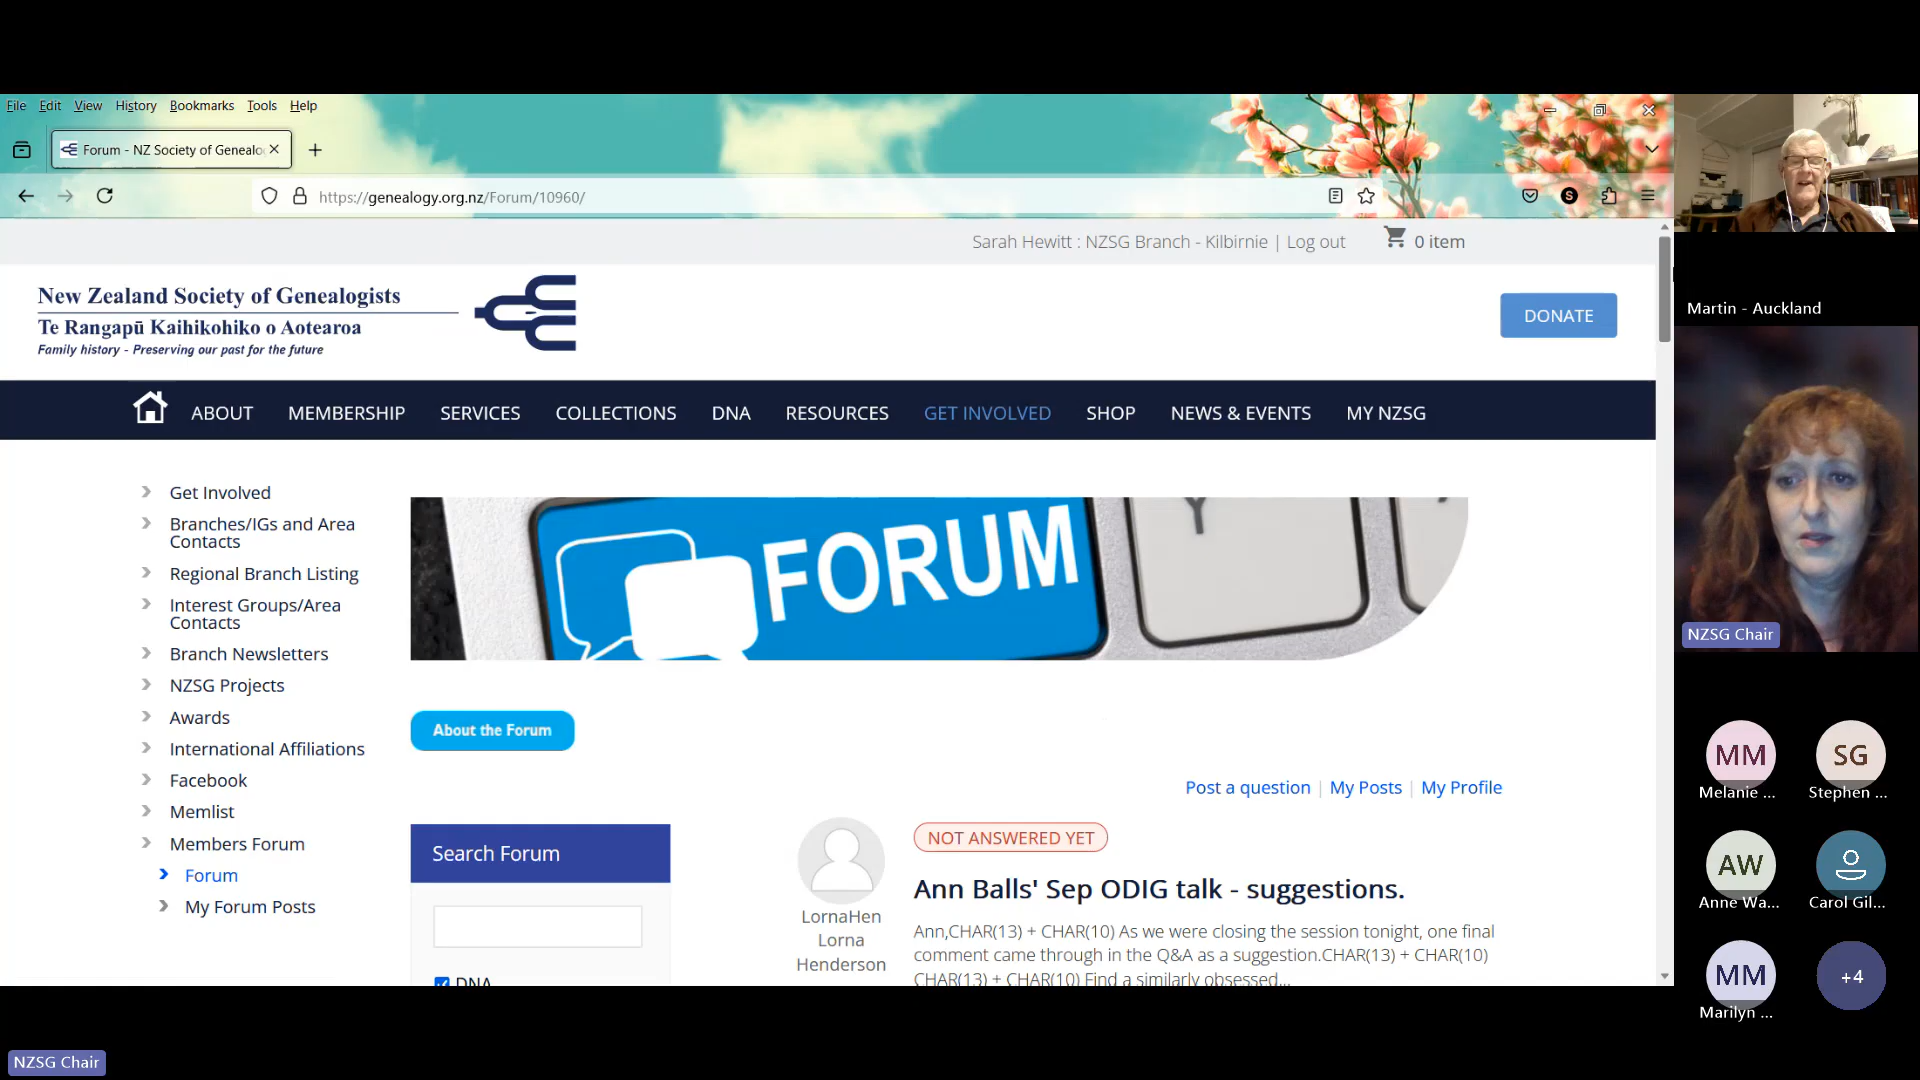 File Edit View History Bookmarks Tools Help
Forum - NZ Society of Genealo
https://genealogy.org.nz/Forum/10960/
S
Sarah Hewitt : NZSG Branch - Kilbirnie | Log out 0 item
New Zealand Society of Genealogists
Te Rangapū Kaihikohiko o Aotearoa
Family history - Preserving our past for the future
DONATE
ABOUT MEMBERSHIP SERVICES COLLECTIONS DNA RESOURCES GET INVOLVED SHOP NEWS & EVENTS MY NZSG
Get Involved
Branches/IGs and Area
Contacts
Regional Branch Listing
Interest Groups/Area
Contacts
Branch Newsletters
NZSG Projects
Awards
International Affiliations
Facebook
Memlist
Members Forum
Forum
My Forum Posts
FORUM
Y
About the Forum
Post a question | My Posts | My Profile
Search Forum
DNA
LornaHen
Lorna
Henderson
NOT ANSWERED YET
Ann Balls' Sep ODIG talk - suggestions.
Ann,CHAR(13) + CHAR(10) As we were closing the session tonight, one final
comment came through in the Q&A as a suggestion.CHAR(13) + CHAR(10)
CHAR(13) + CHAR(10) Find a similarly obsessed...
Martin - Auckland
NZSG Chair
MM
Melanie ...
SG
Stephen ...
AW
Anne Wa...
Carol Gil...
MM
Marilyn ...
+4
NZSG Chair